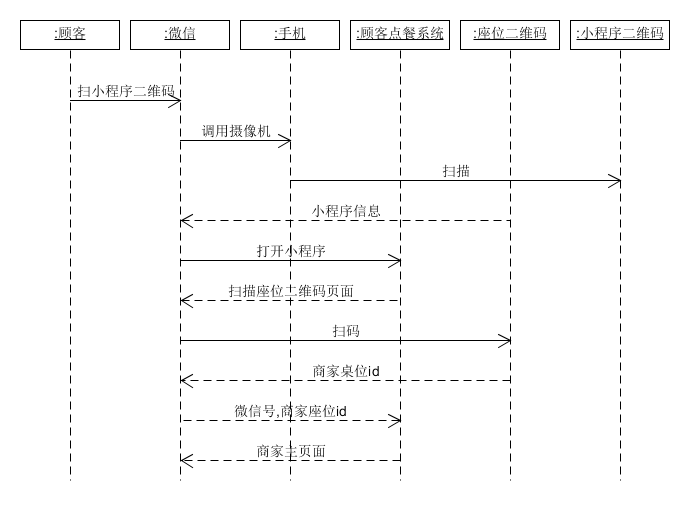 :顾客
:微信
:手机
:顾客点餐系统
:座位二维码
:小程序二维码
扫小程序二维码
调用摄像机
扫描
小程序信息
打开小程序
扫描座位二维码页面
扫码
商家桌位id
微信号,商家座位id
商家主页面